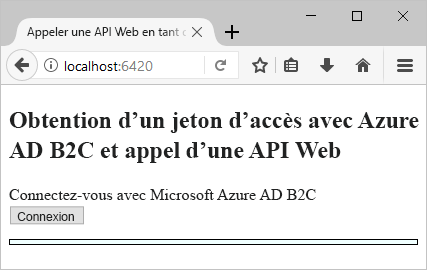 Appeler une API Web en tant c
localhost:6420
Obtention d’un jeton d’accès avec Azure
AD B2C et appel d’une API Web
Connectez-vous avec Microsoft Azure AD B2C
Connexion